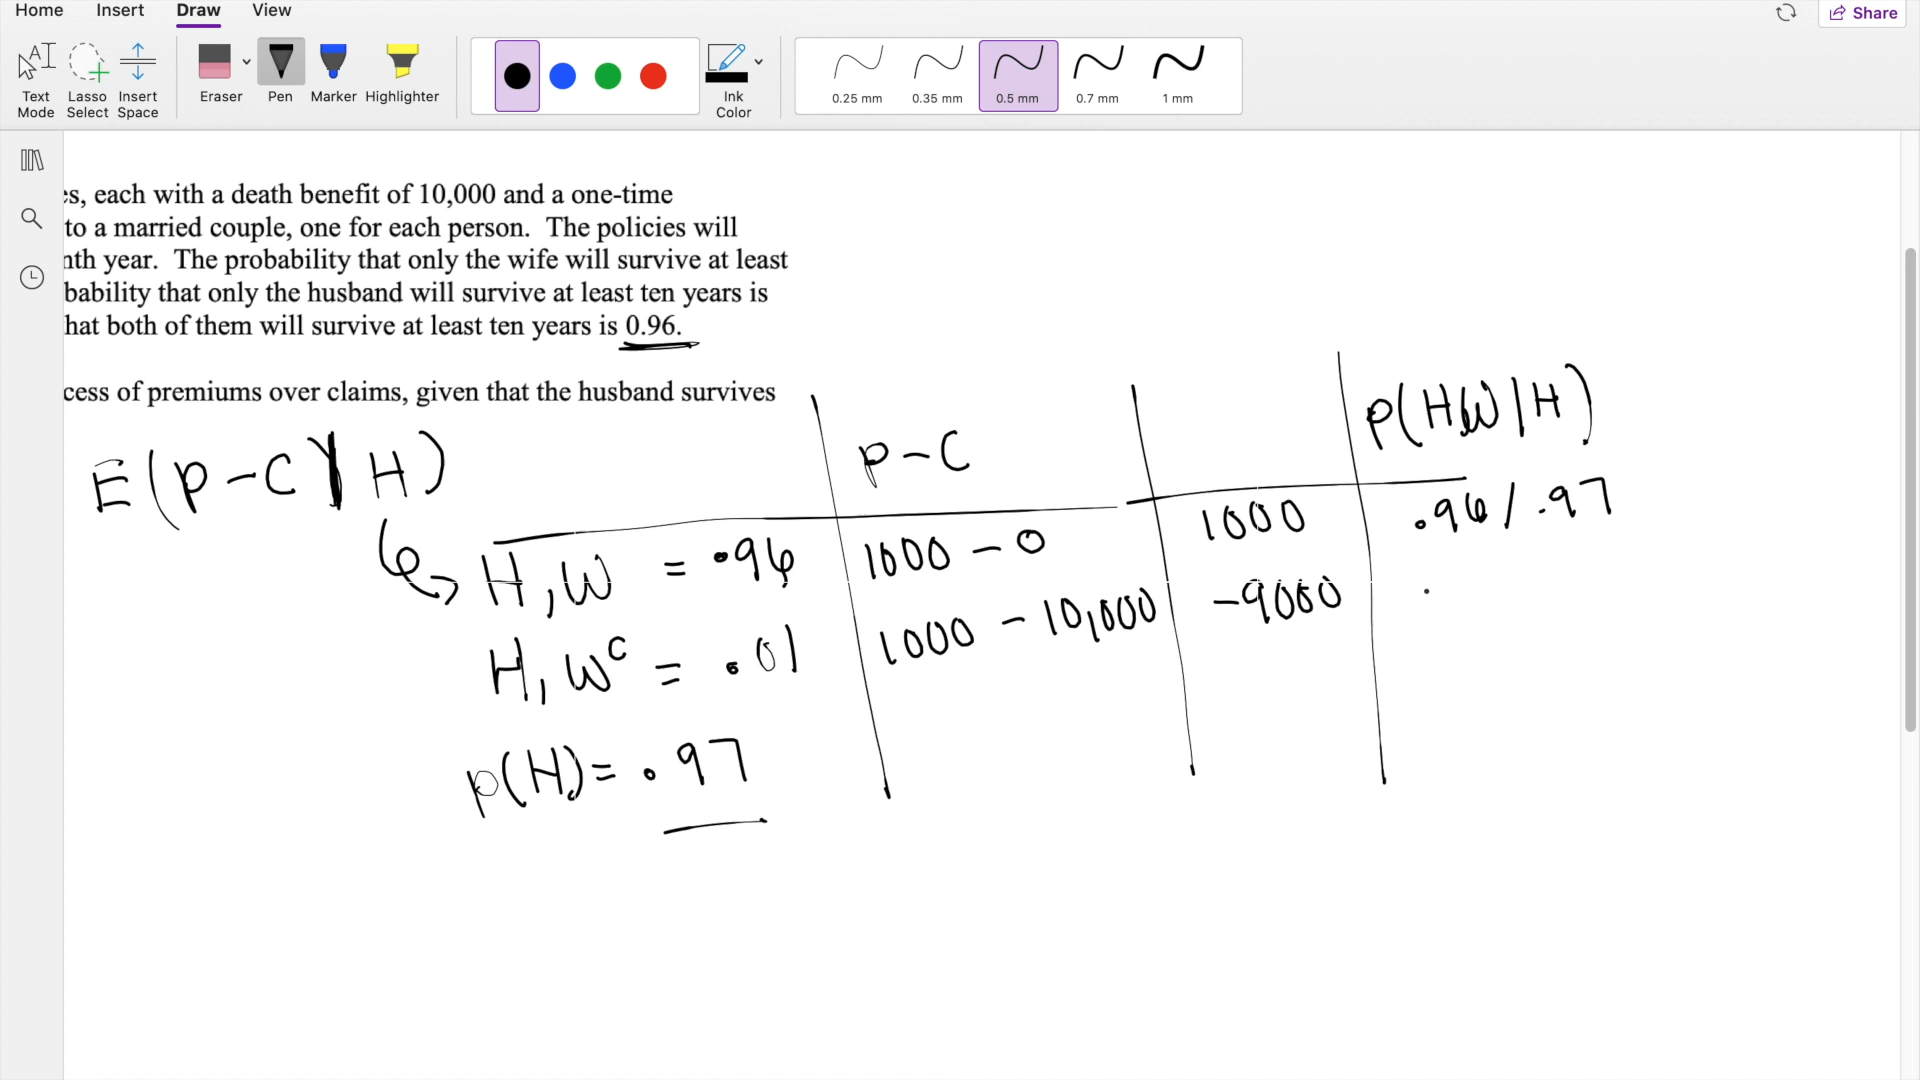 Home Insert Draw View Share
Text Mode Lasso Select Insert Space Eraser Pen Marker Highlighter Ink Color 0.25 mm 0.35 mm 0.5 mm 0.7 mm 1 mm
es, each with a death benefit of 10,000 and a one-time
to a married couple, one for each person. The policies will
nth year. The probability that only the wife will survive at least
bability that only the husband will survive at least ten years is
hat both of them will survive at least ten years is 0.96.
cess of premiums over claims, given that the husband survives
E(P-C)|H)
P-C P(H,W|H)
H,W = .96 1000 - 0 1000 .96/.97
H,Wᶜ = .01 1000 - 10,000 -9000 .
P(H) = .97